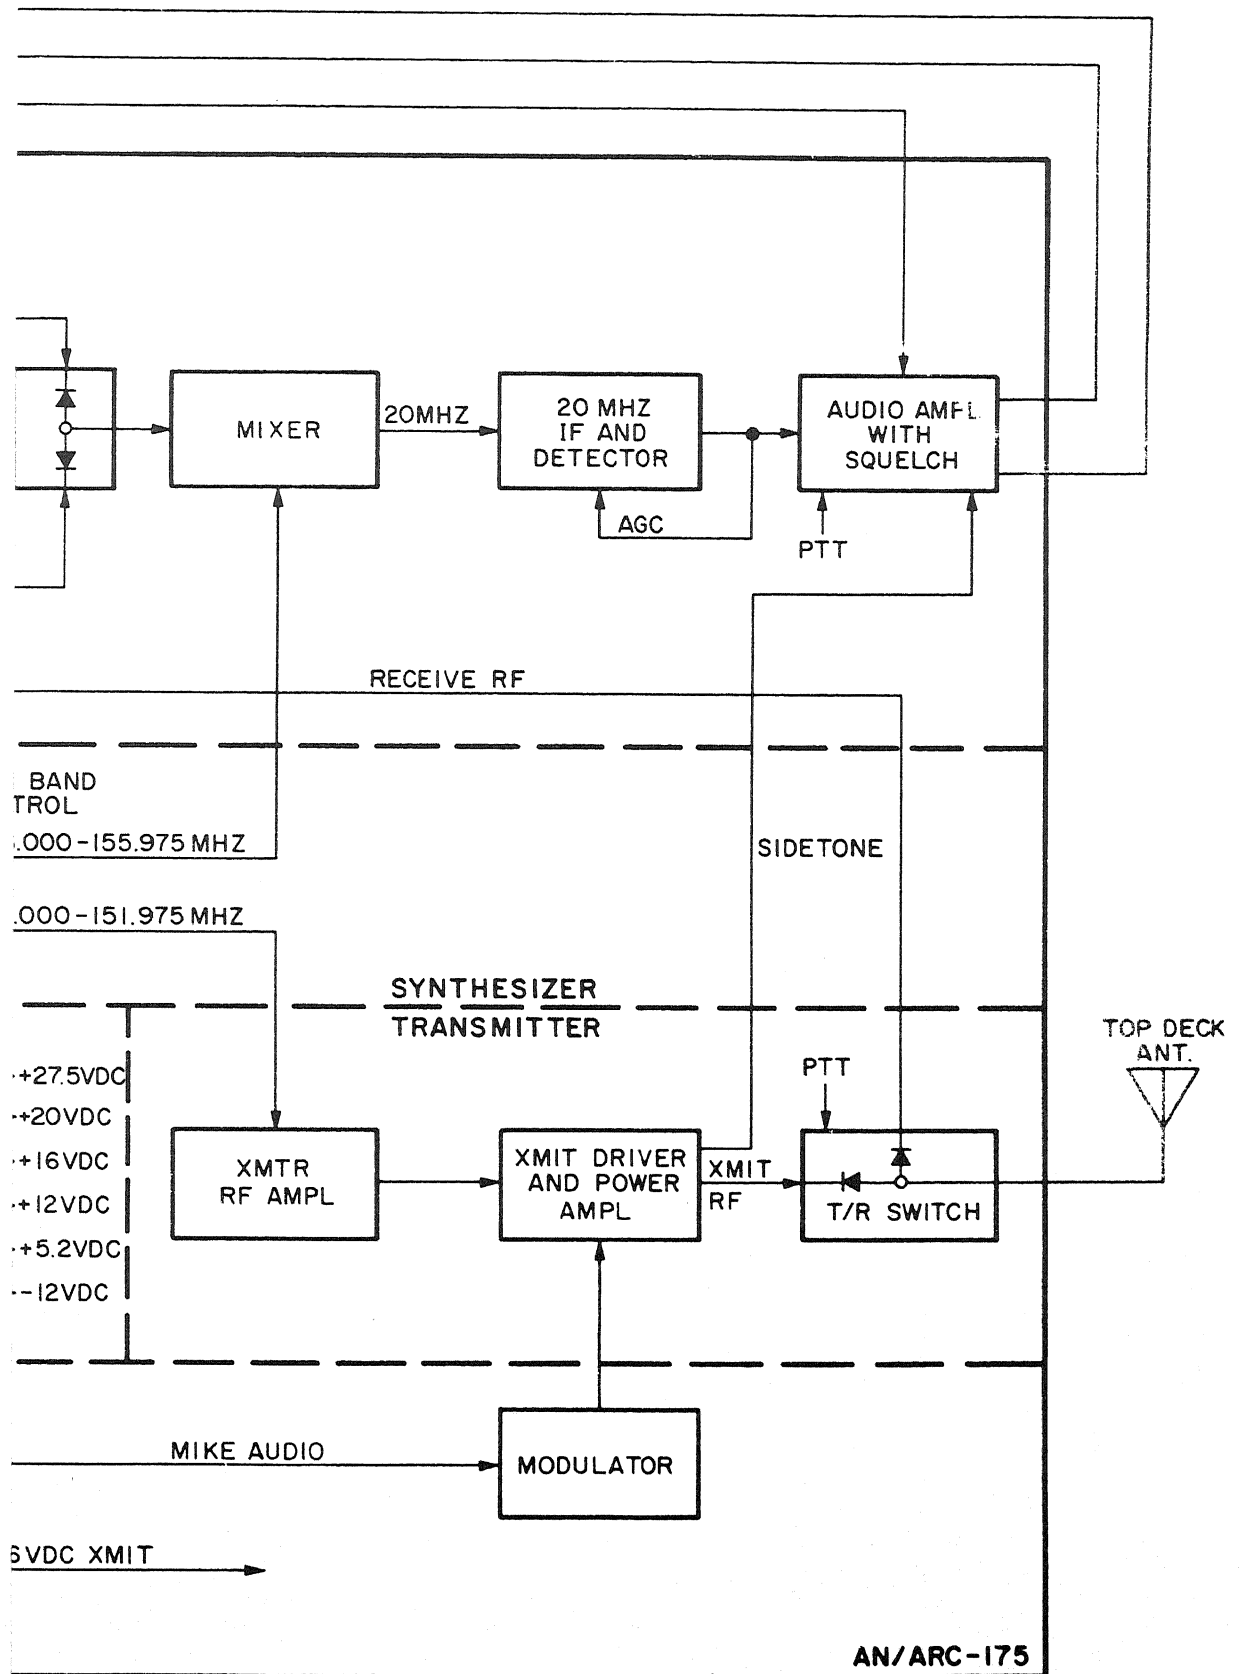 MIXER
20MHZ
20 MHZ
IF AND
DETECTOR
AUDIO AMPL
WITH
SQUELCH
AGC
PTT
RECEIVE RF
BAND
TROL
.000-155.975 MHZ
SIDETONE
.000-151.975 MHZ
SYNTHESIZER
TRANSMITTER
+27.5VDC
+20VDC
+16VDC
+12VDC
+5.2VDC
-12VDC
XMTR
RF AMPL
XMIT DRIVER
AND POWER
AMPL
XMIT
RF
PTT
T/R SWITCH
TOP DECK
ANT.
MIKE AUDIO
MODULATOR
6VDC XMIT
AN/ARC-175